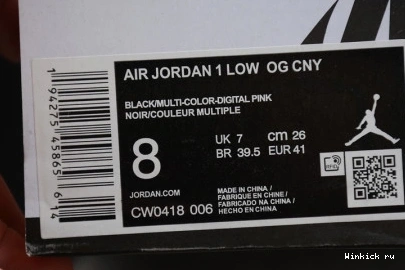 AIR JORDAN 1 LOW OG CNY
BLACK/MULTI-COLOR-DIGITAL PINK
NOIR/COULEUR MULTIPLE
8
UK 7 cm 26
BR 39.5 EUR 41
JORDAN.COM
CW0418 006
MADE IN CHINA /
FABRIQUE EN CHINE /
FABRICADO NA CHINA /
HECHO EN CHINA
RFID
1 94275 45865 6 14
Winkick ru